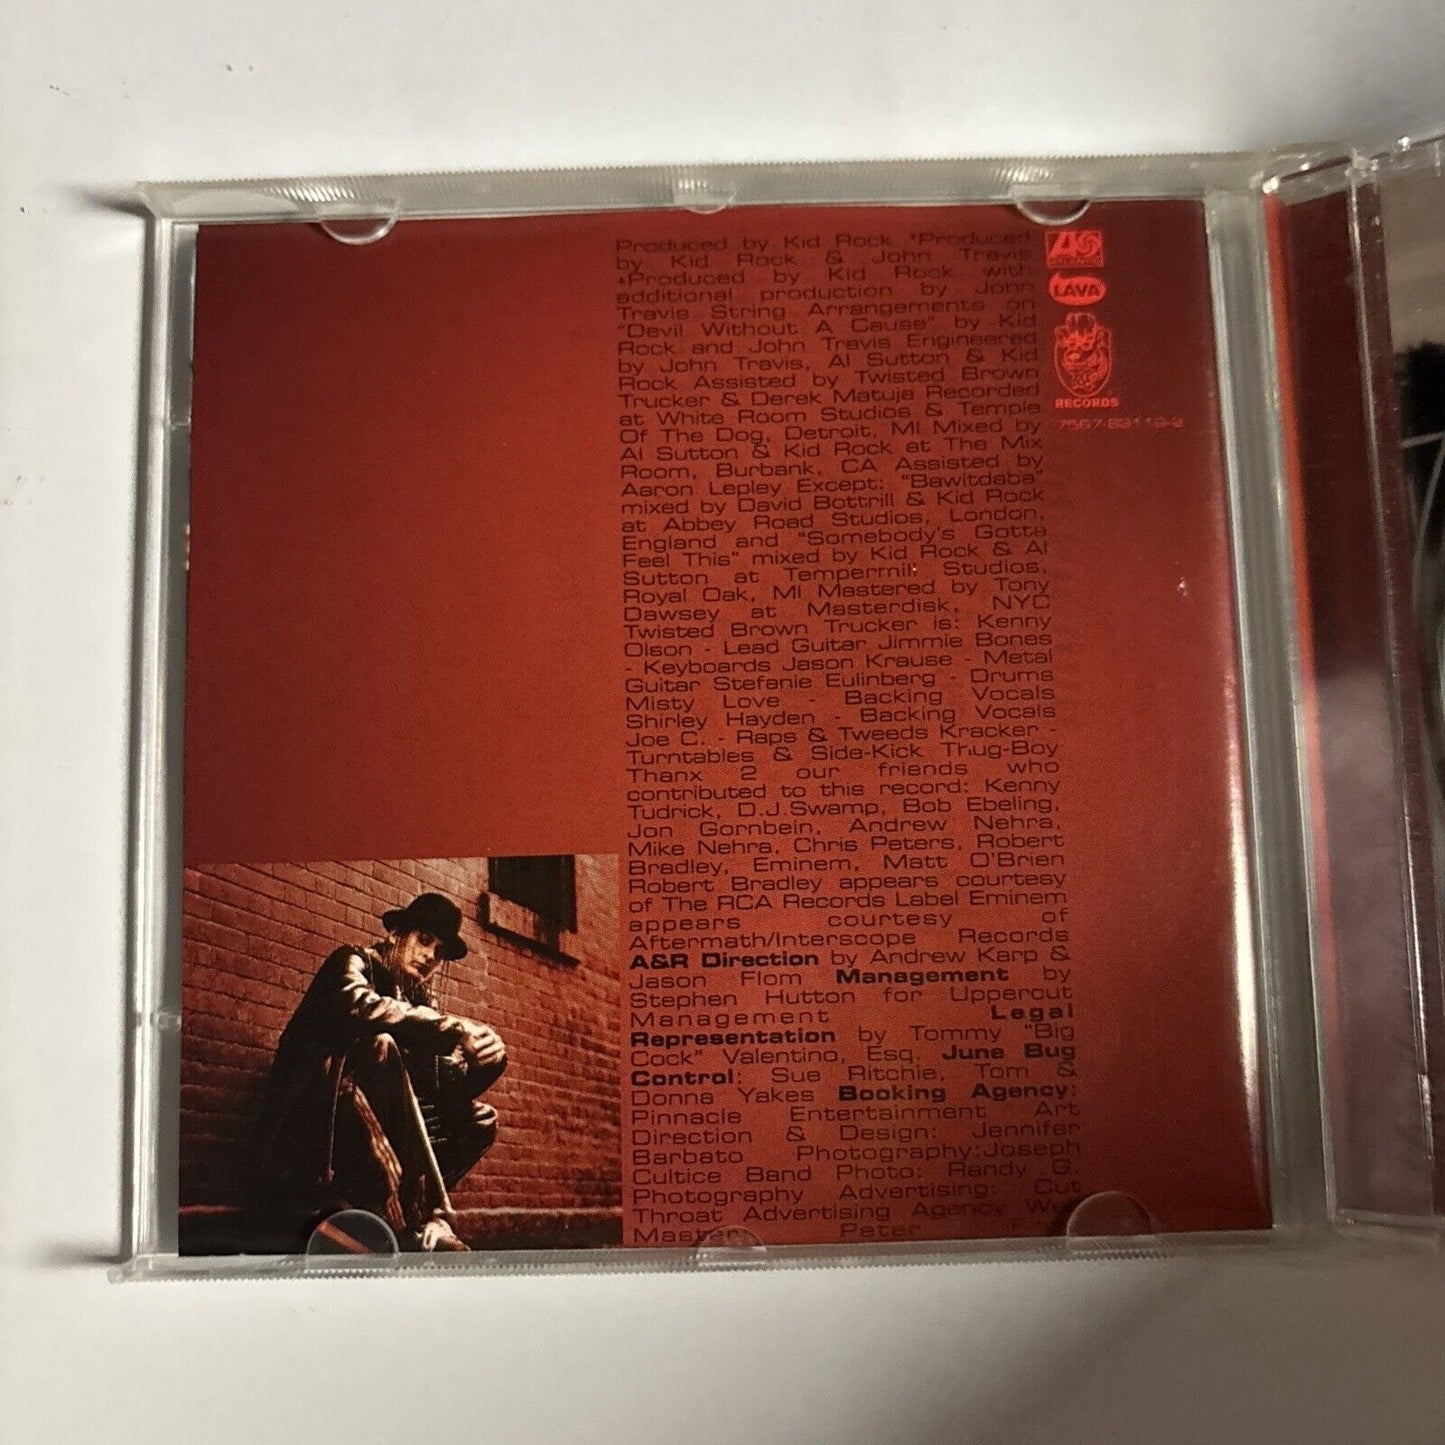 Produced by Kid Rock *Produced
by Kid Rock & John Travis
+Produced by Kid Rock with
additional production by John
Travis String Arrangements on
"Devil Without A Cause" by Kid
Rock and John Travis Engineered
by John Travis, Al Sutton & Kid
Rock Assisted by Twisted Brown
Trucker & Derek Matuja Recorded
at White Room Studios & Temple
Of The Dog, Detroit, MI Mixed by
Al Sutton & Kid Rock at The Mix
Room, Burbank, CA Assisted by
Aaron Lepley Except: "Bawitdaba"
mixed by David Bottrill & Kid Rock
at Abbey Road Studios, London,
England and "Somebody's Gotta
Feel This" mixed by Kid Rock & Al
Sutton at Tempermill Studios,
Royal Oak, MI Mastered by Tony
Dawsey at Masterdisk, NYC
Twisted Brown Trucker is: Kenny
Olson - Lead Guitar Jimmie Bones
- Keyboards Jason Krause - Metal
Guitar Stefanie Eulinberg - Drums
Misty Love - Backing Vocals
Shirley Hayden - Backing Vocals
Joe C. - Raps & Tweeds Kracker -
Turntables & Side-Kick Thug-Boy
Thanx 2 our friends who
contributed to this record: Kenny
Tudrick, D.J.Swamp, Bob Ebeling,
Jon Gornbein, Andrew Nehra,
Mike Nehra, Chris Peters, Robert
Bradley, Eminem, Matt O'Brien
Robert Bradley appears courtesy
of The RCA Records Label Eminem
appears courtesy of
Aftermath/Interscope Records
A&R Direction by Andrew Karp &
Jason Flom Management by
Stephen Hutton for Uppercut
Management Legal
Representation by Tommy "Big
Cock" Valentino, Esq. June Bug
Control: Sue Ritchie, Tom &
Donna Yakes Booking Agency:
Pinnacle Entertainment Art
Direction & Design: Jennifer
Barbato Photography:Joseph
Cultice Band Photo: Randy G.
Photography Advertising: Cut
Throat Advertising Agency Web
Master Peter
LAVA
RECORDS
7567-83119-2